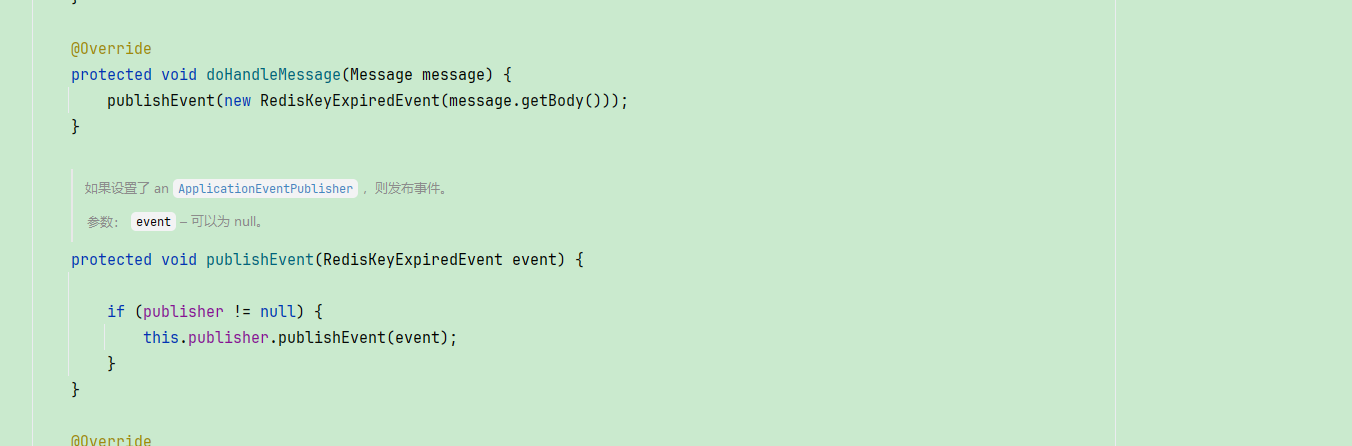 }
@Override
protected void doHandleMessage(Message message) {
publishEvent(new RedisKeyExpiredEvent(message.getBody()));
}
如果设置了 an ApplicationEventPublisher ，则发布事件。
参数： event – 可以为 null。
protected void publishEvent(RedisKeyExpiredEvent event) {
if (publisher != null) {
this.publisher.publishEvent(event);
}
}
@Override